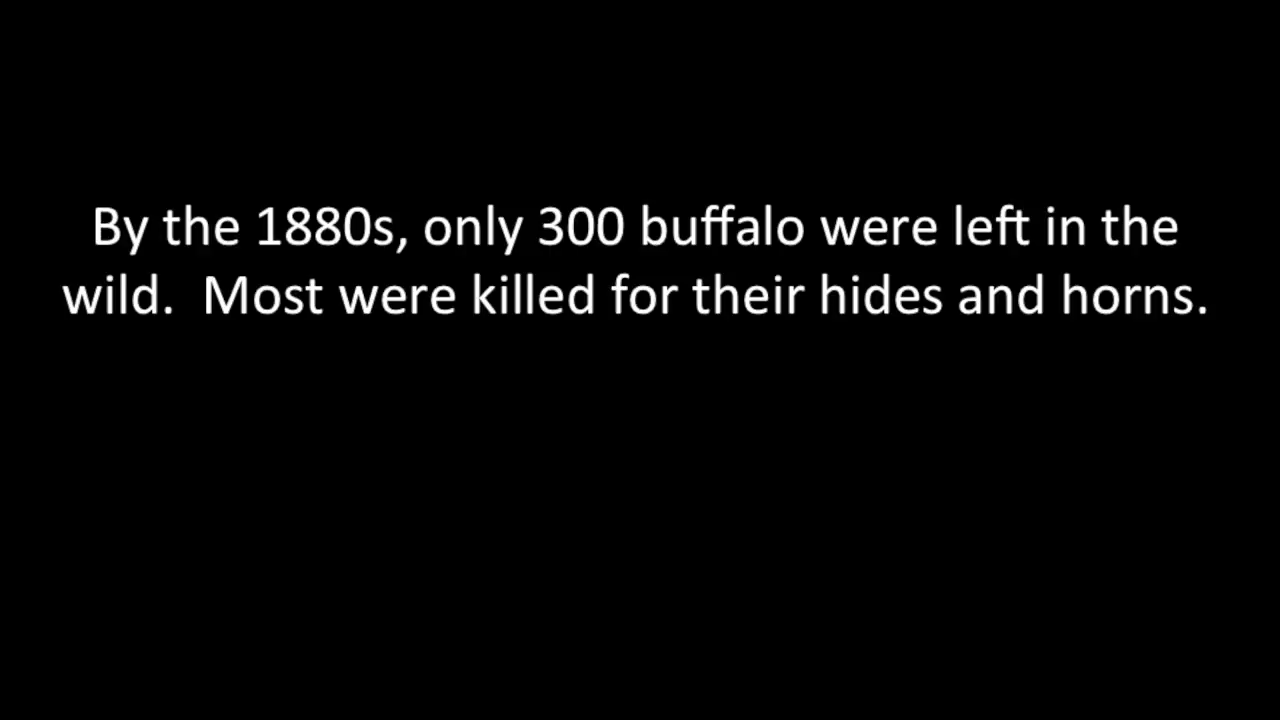 By the 1880s, only 300 buffalo were left in the
wild.  Most were killed for their hides and horns.